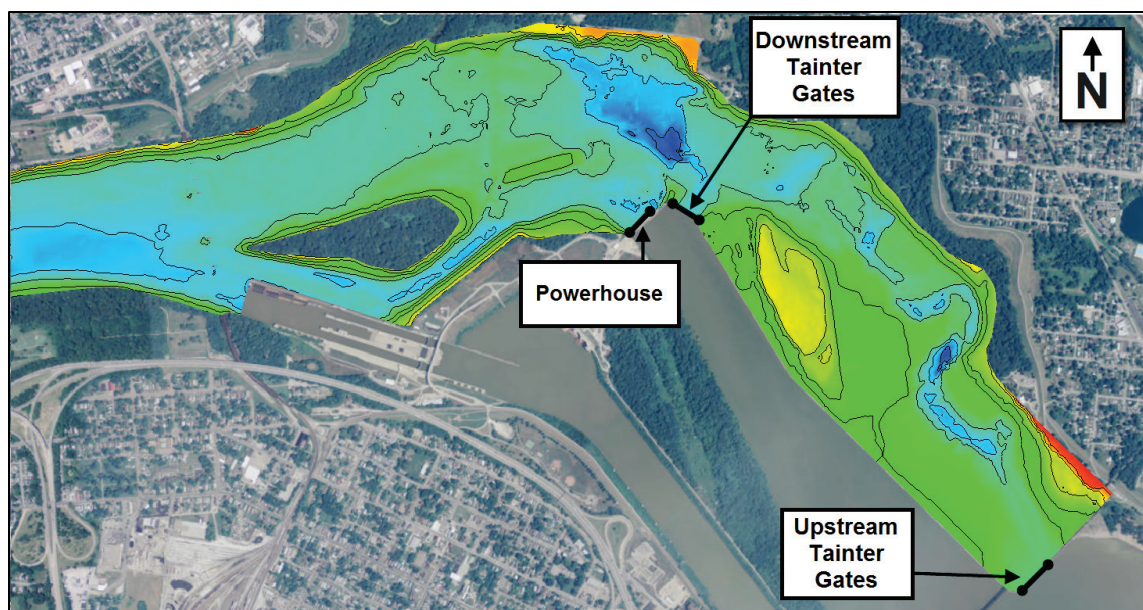 Downstream
Tainter
Gates
N
Powerhouse
Upstream
Tainter
Gates